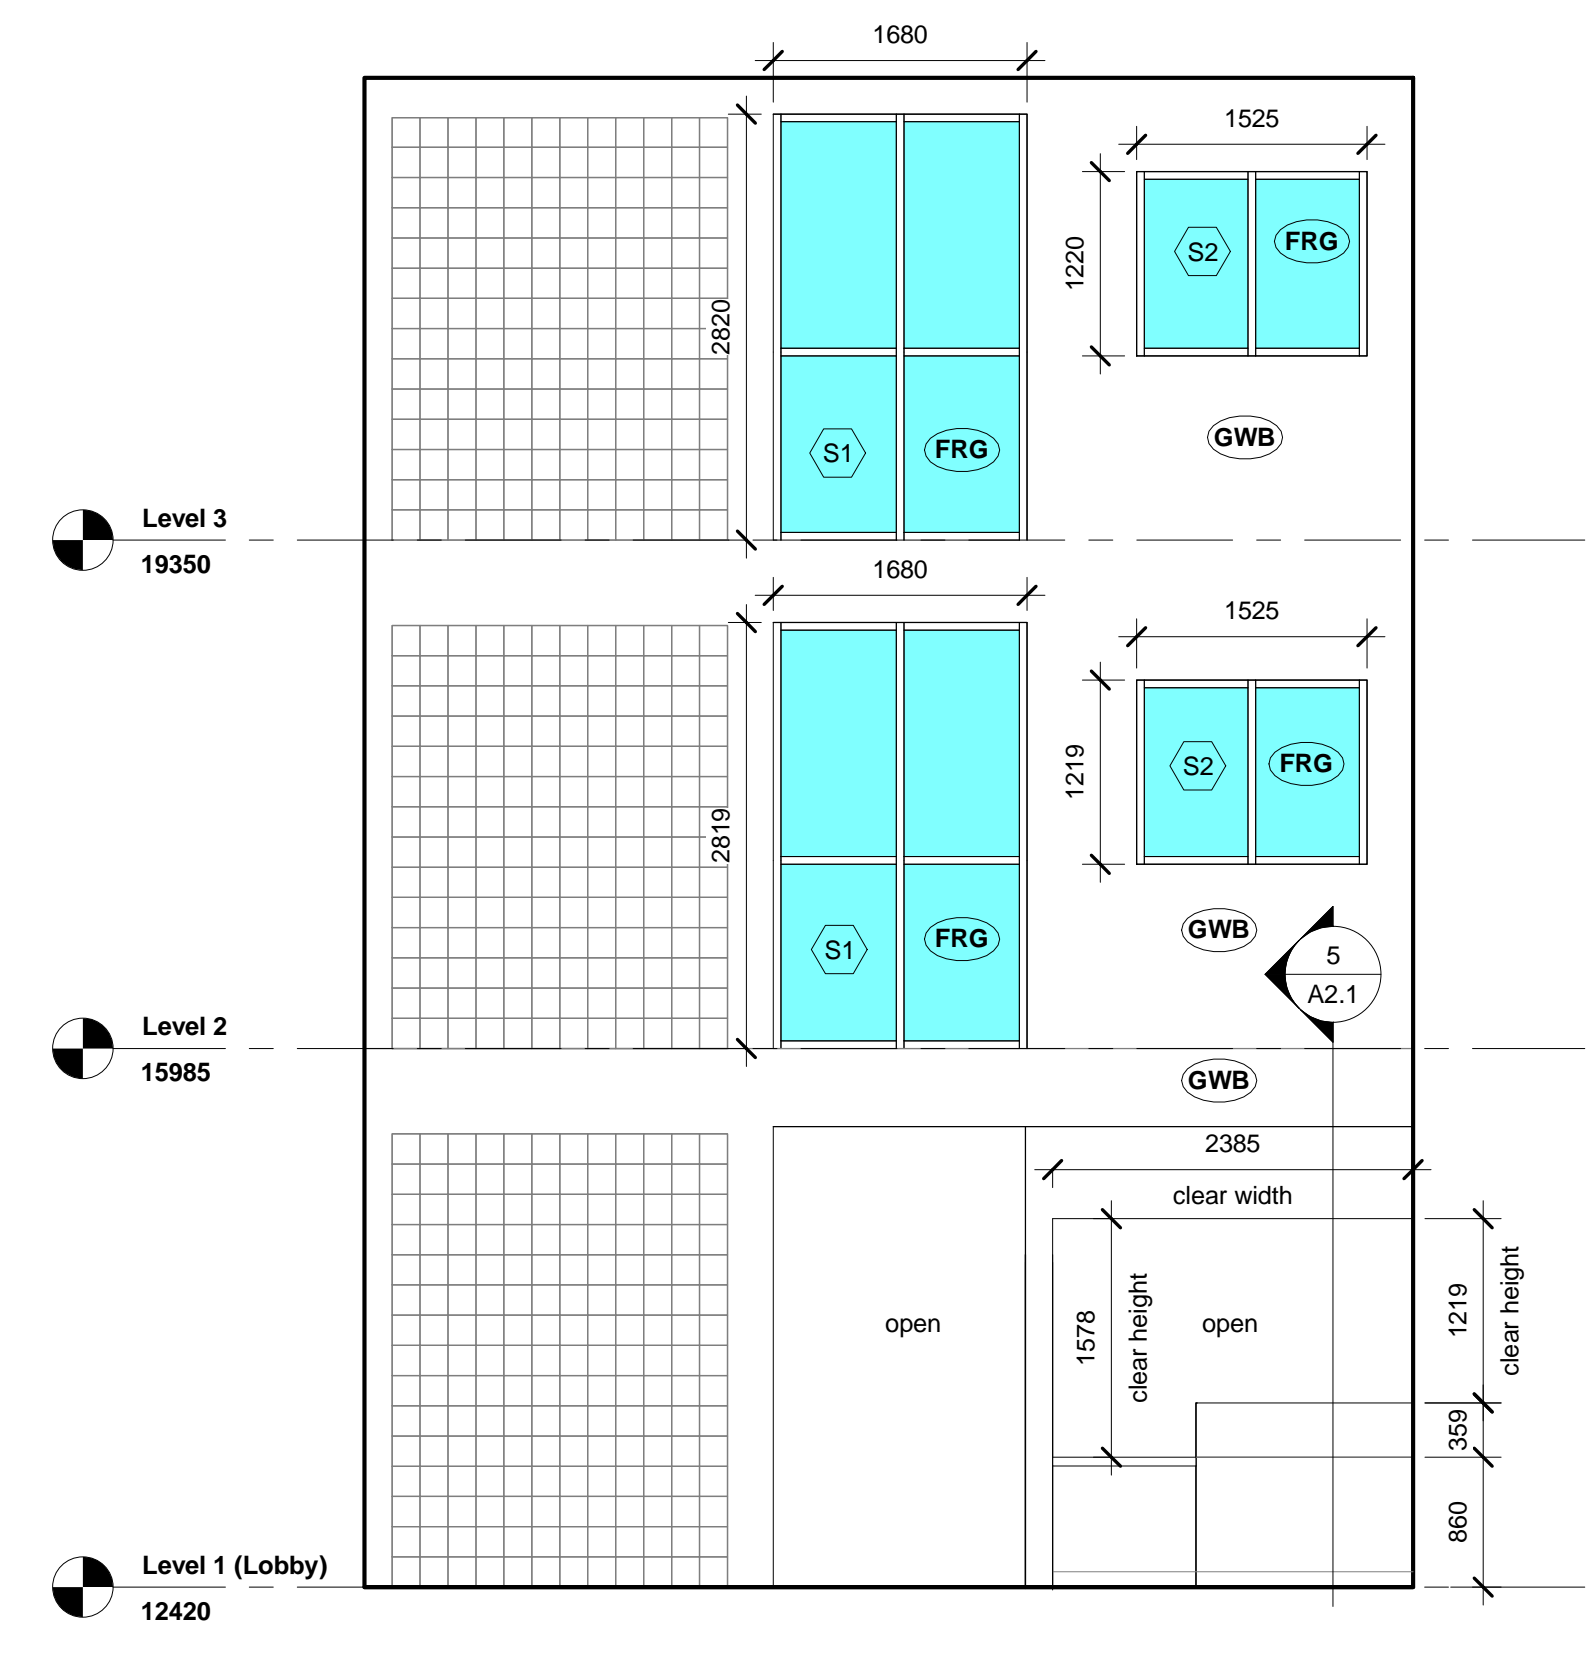 1680
1525
1220
S2
FRG
2820
S1
FRG
GWB
Level 3
19350
1680
1525
1219
S2
FRG
2819
S1
FRG
GWB
5
A2.1
Level 2
15985
GWB
2385
clear width
open
1578
clear height
open
1219
clear height
359
860
Level 1 (Lobby)
12420